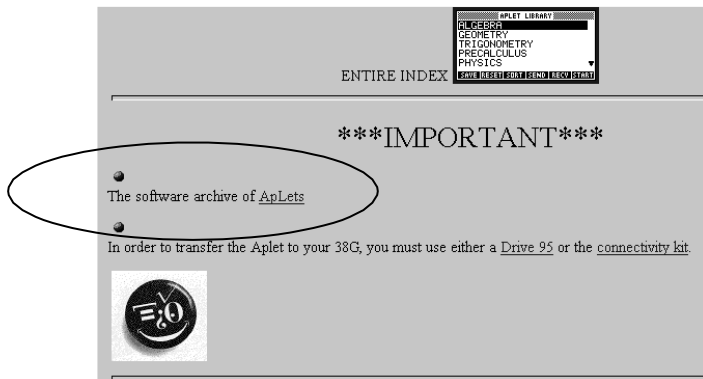 APLET LIBRARY
ALGEBRA
GEOMETRY
TRIGONOMETRY
PRECALCULUS
PHYSICS
SAVE RESET SORT SEND RECV START
ENTIRE INDEX
***IMPORTANT***
The software archive of ApLets
In order to transfer the Aplet to your 38G, you must use either a Drive 95 or the connectivity kit.